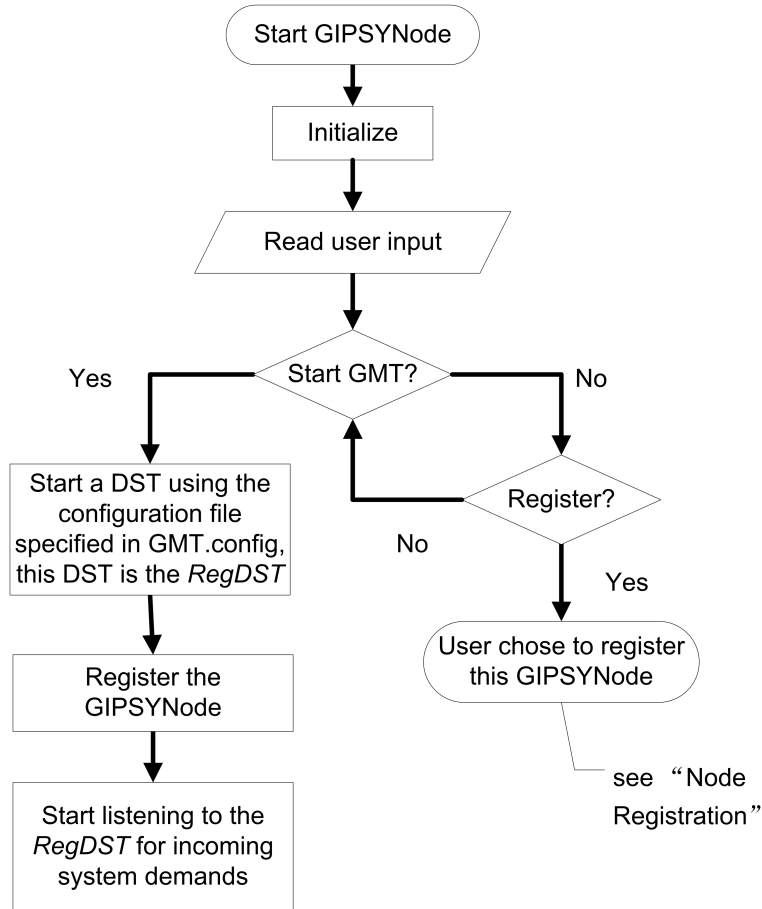 Start GIPSYNode
Initialize
Read user input
Start GMT?
Yes
No
Start a DST using the
configuration file
specified in GMT.config,
this DST is the RegDST
Register?
No
Yes
Register the
GIPSYNode
User chose to register
this GIPSYNode
Start listening to the
RegDST for incoming
system demands
see “Node
Registration”